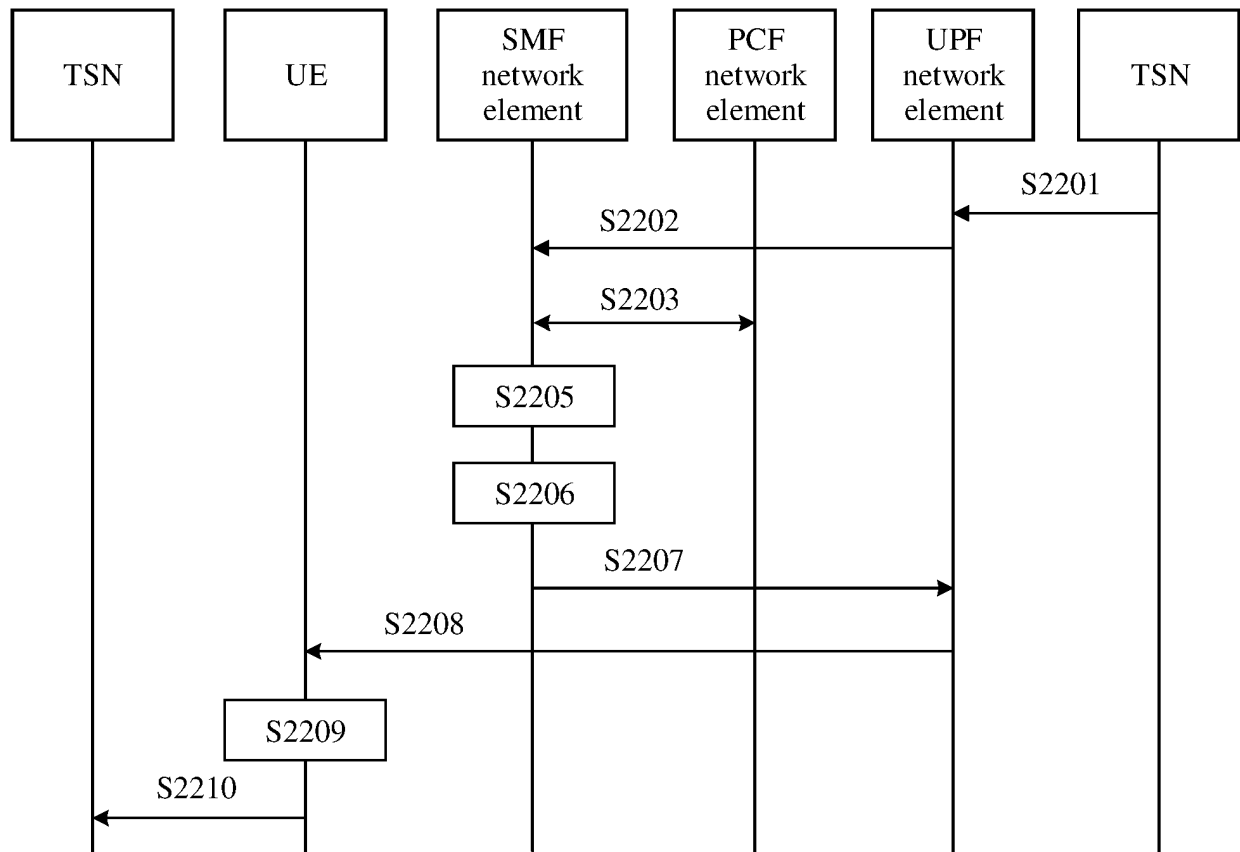 TSN
UE
SMF
network
element
PCF
network
element
UPF
network
element
TSN
S2201
S2202
S2203
S2205
S2206
S2207
S2208
S2209
S2210